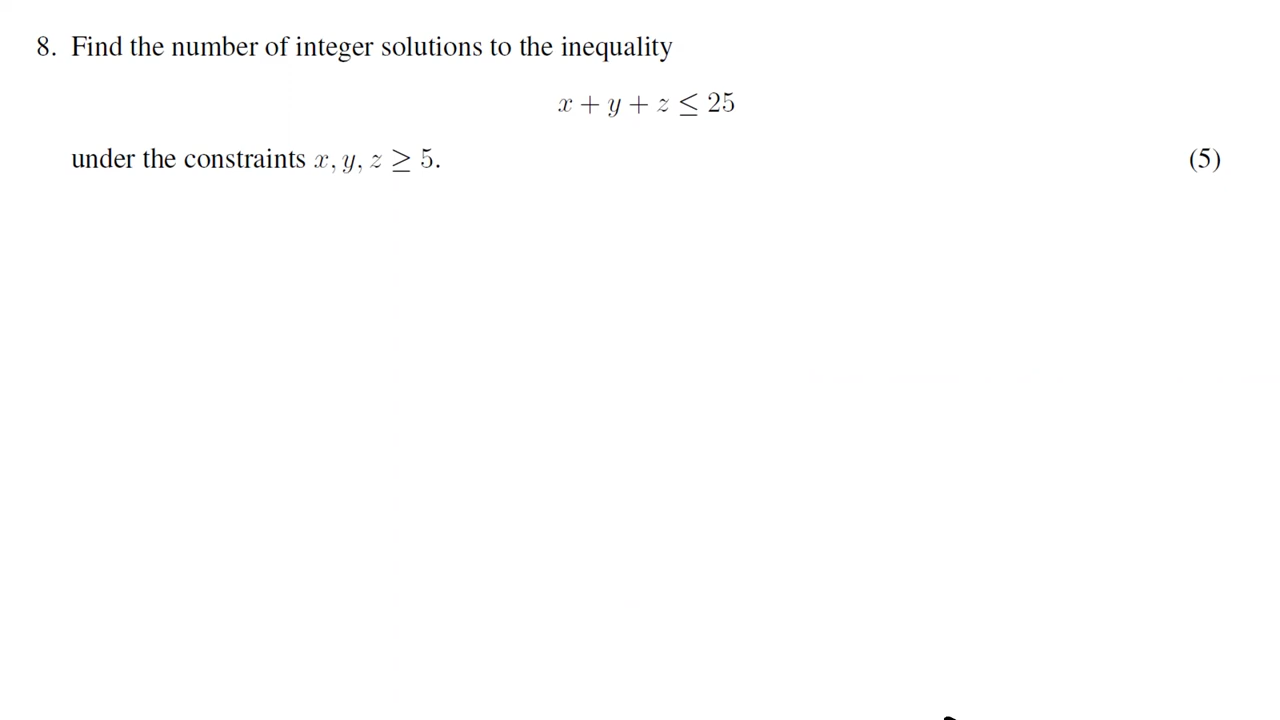 8. Find the number of integer solutions to the inequality
x + y + z ≤ 25
under the constraints x, y, z ≥ 5. (5)